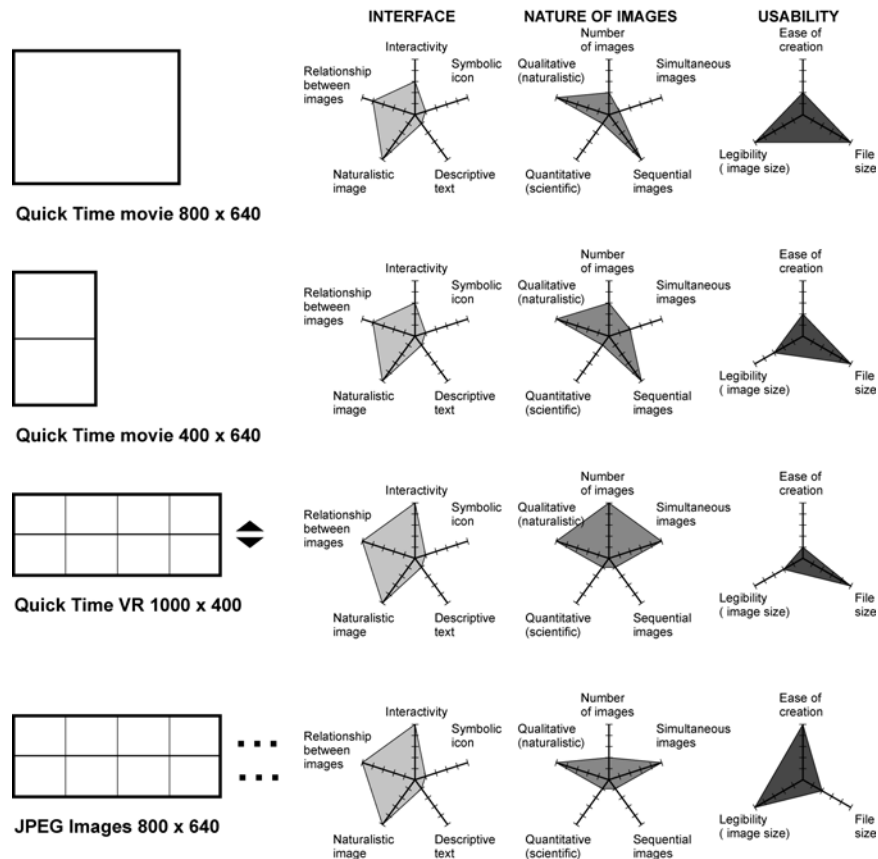 INTERFACE
NATURE OF IMAGES
USABILITY
Interactivity
Relationship
between
images
Symbolic
icon
Naturalistic
image
Descriptive
text
Number
of images
Qualitative
(naturalistic)
Simultaneous
images
Quantitative
(scientific)
Sequential
images
Ease of
creation
Legibility
( image size)
File
size
Quick Time movie 800 x 640
Interactivity
Relationship
between
images
Symbolic
icon
Naturalistic
image
Descriptive
text
Number
of images
Qualitative
(naturalistic)
Simultaneous
images
Quantitative
(scientific)
Sequential
images
Ease of
creation
Legibility
( image size)
File
size
Quick Time movie 400 x 640
Interactivity
Relationship
between
images
Symbolic
icon
Naturalistic
image
Descriptive
text
Number
of images
Qualitative
(naturalistic)
Simultaneous
images
Quantitative
(scientific)
Sequential
images
Ease of
creation
Legibility
( image size)
File
size
Quick Time VR 1000 x 400
Interactivity
Relationship
between
images
Symbolic
icon
Naturalistic
image
Descriptive
text
Number
of images
Qualitative
(naturalistic)
Simultaneous
images
Quantitative
(scientific)
Sequential
images
Ease of
creation
Legibility
( image size)
File
size
JPEG Images 800 x 640